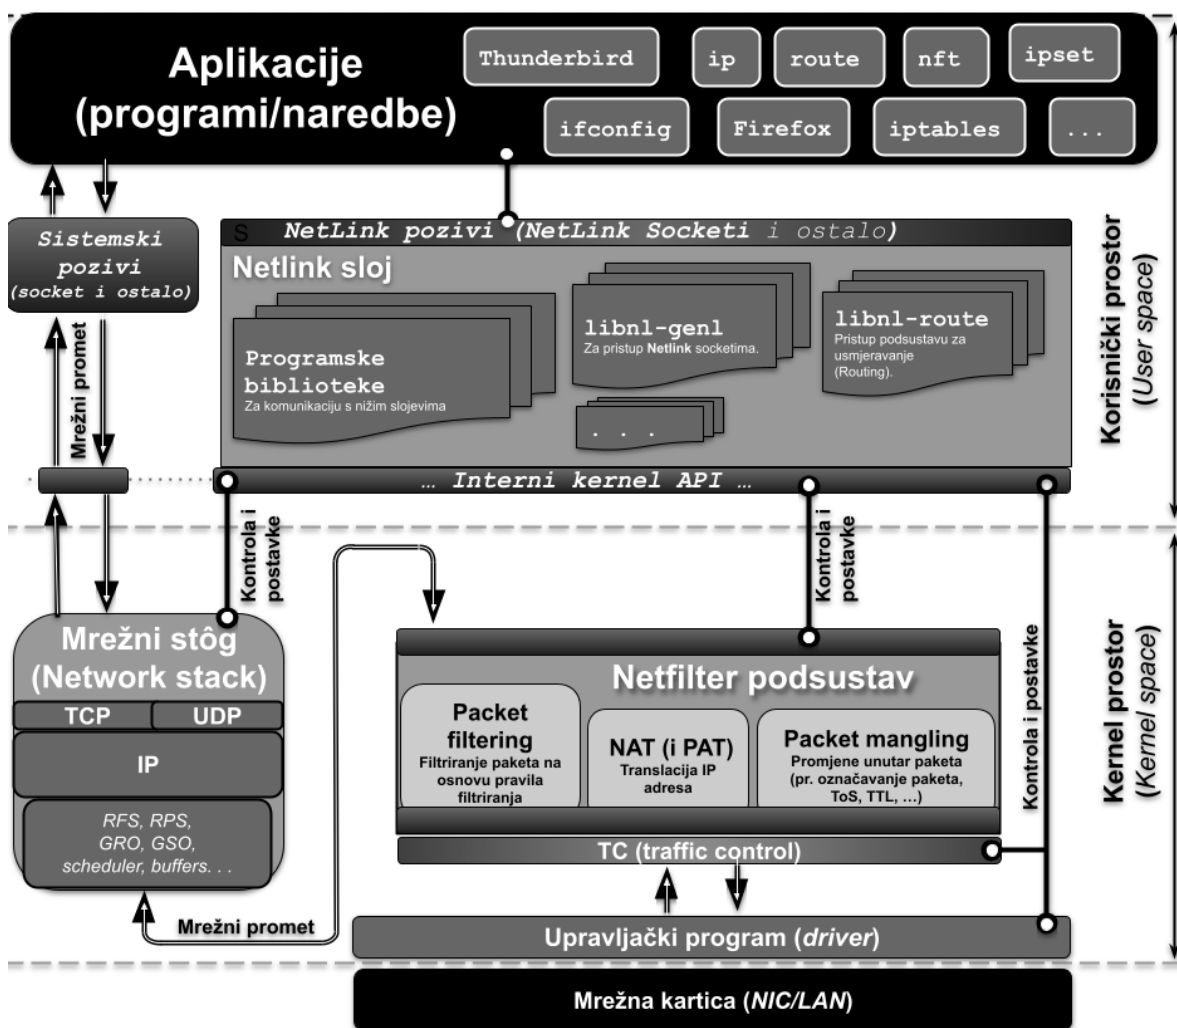 Aplikacije
(programi/naredbe)
Thunderbird
ip
route
nft
ipset
ifconfig
Firefox
iptables
...
Sistemski
pozivi
(socket i ostalo)
S
NetLink pozivi (NetLink Socketi i ostalo)
Netlink sloj
Programske
biblioteke
Za komunikaciju s nižim slojevima
libnl-genl
Za pristup Netlink socketima.
. . .
libnl-route
Pristup podsustavu za
usmjeravanje
(Routing).
Mrežni promet
… Interni kernel API …
Korisnički prostor
(User space)
Kontrola i
postavke
Kontrola i
postavke
Kontrola i postavke
Kernel prostor
(Kernel space)
Mrežni stôg
(Network stack)
TCP
UDP
IP
RFS, RPS,
GRO, GSO,
scheduler, buffers. . .
Mrežni promet
Netfilter podsustav
Packet
filtering
Filtriranje paketa na
osnovu pravila
filtriranja
NAT (i PAT)
Translacija IP
adresa
Packet mangling
Promjene unutar paketa
(pr. označavanje paketa,
ToS, TTL, …)
TC (traffic control)
Upravljački program (driver)
Mrežna kartica (NIC/LAN)